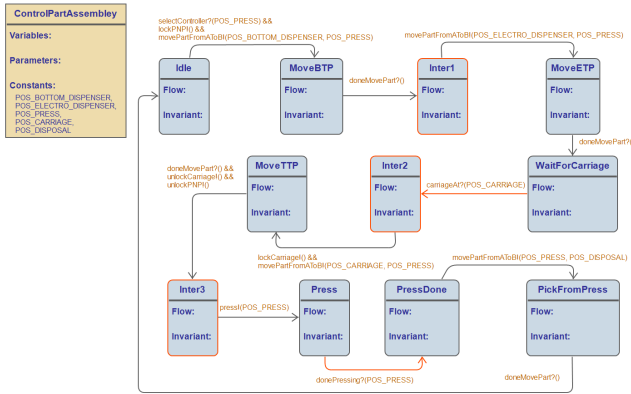 ControlPartAssembley
Variables:
Parameters:
Constants:
POS_BOTTOM_DISPENSER,
POS_ELECTRO_DISPENSER,
POS_PRESS,
POS_CARRIAGE,
POS_DISPOSAL
selectController?(POS_PRESS) &&
lockPNP!() &&
movePartFromAToB!(POS_BOTTOM_DISPENSER, POS_PRESS)
movePartFromAToB!(POS_ELECTRO_DISPENSER, POS_PRESS)
Idle
Flow:
Invariant:
MoveBTP
Flow:
Invariant:
doneMovePart?()
Inter1
Flow:
Invariant:
MoveETP
Flow:
Invariant:
doneMovePart?()
doneMovePart?() &&
unlockCarriage!() &&
unlockPNP!()
MoveTTP
Flow:
Invariant:
Inter2
Flow:
Invariant:
carriageAt?(POS_CARRIAGE)
WaitForCarriage
Flow:
Invariant:
lockCarriage!() &&
movePartFromAToB!(POS_CARRIAGE, POS_PRESS)
movePartFromAToB!(POS_PRESS, POS_DISPOSAL)
Inter3
Flow:
Invariant:
press!(POS_PRESS)
Press
Flow:
Invariant:
PressDone
Flow:
Invariant:
PickFromPress
Flow:
Invariant:
donePressing?(POS_PRESS)
doneMovePart?()